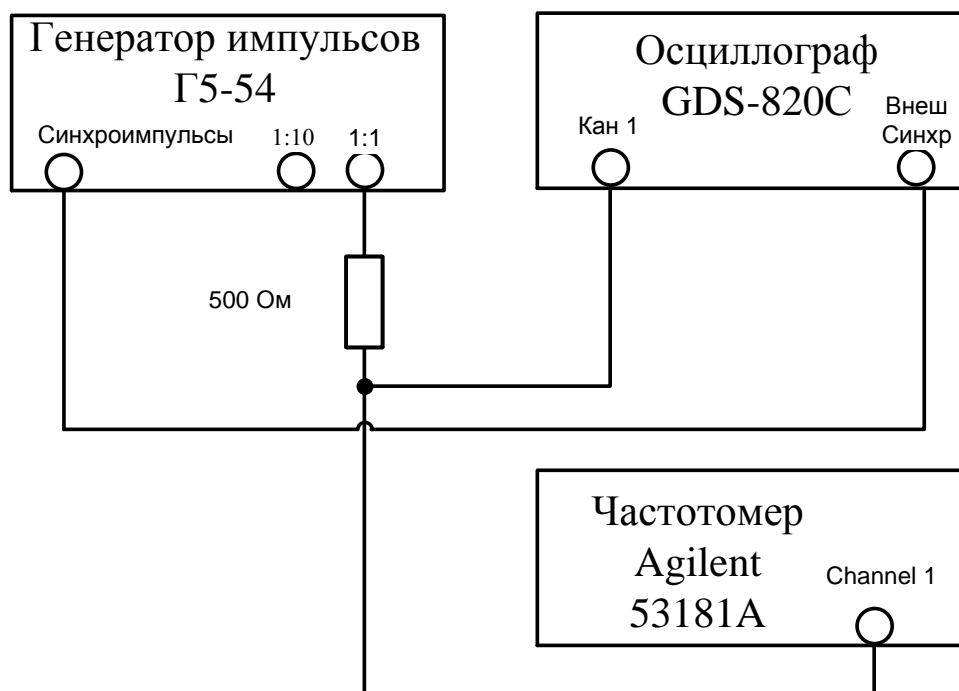 Генератор импульсов
Г5-54
Синхроимпульсы
1:10
1:1
Осциллограф
GDS-820C
Кан 1
Внеш
Синхр
500 Ом
Частотомер
Agilent
53181A
Channel 1